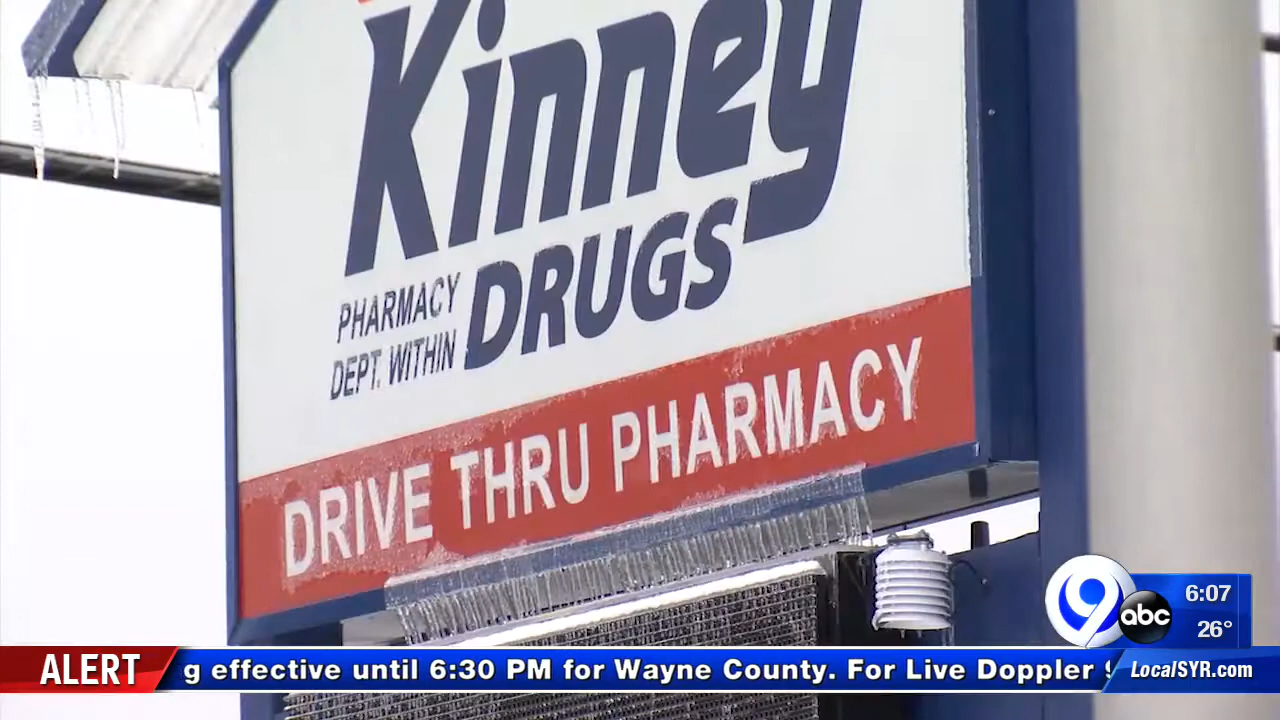 Kinney
PHARMACY
DEPT. WITHIN
DRUGS
DRIVE THRU PHARMACY
9
abc
6:07
26°
ALERT
g effective until 6:30 PM for Wayne County. For Live Doppler 9
LocalSYR.com